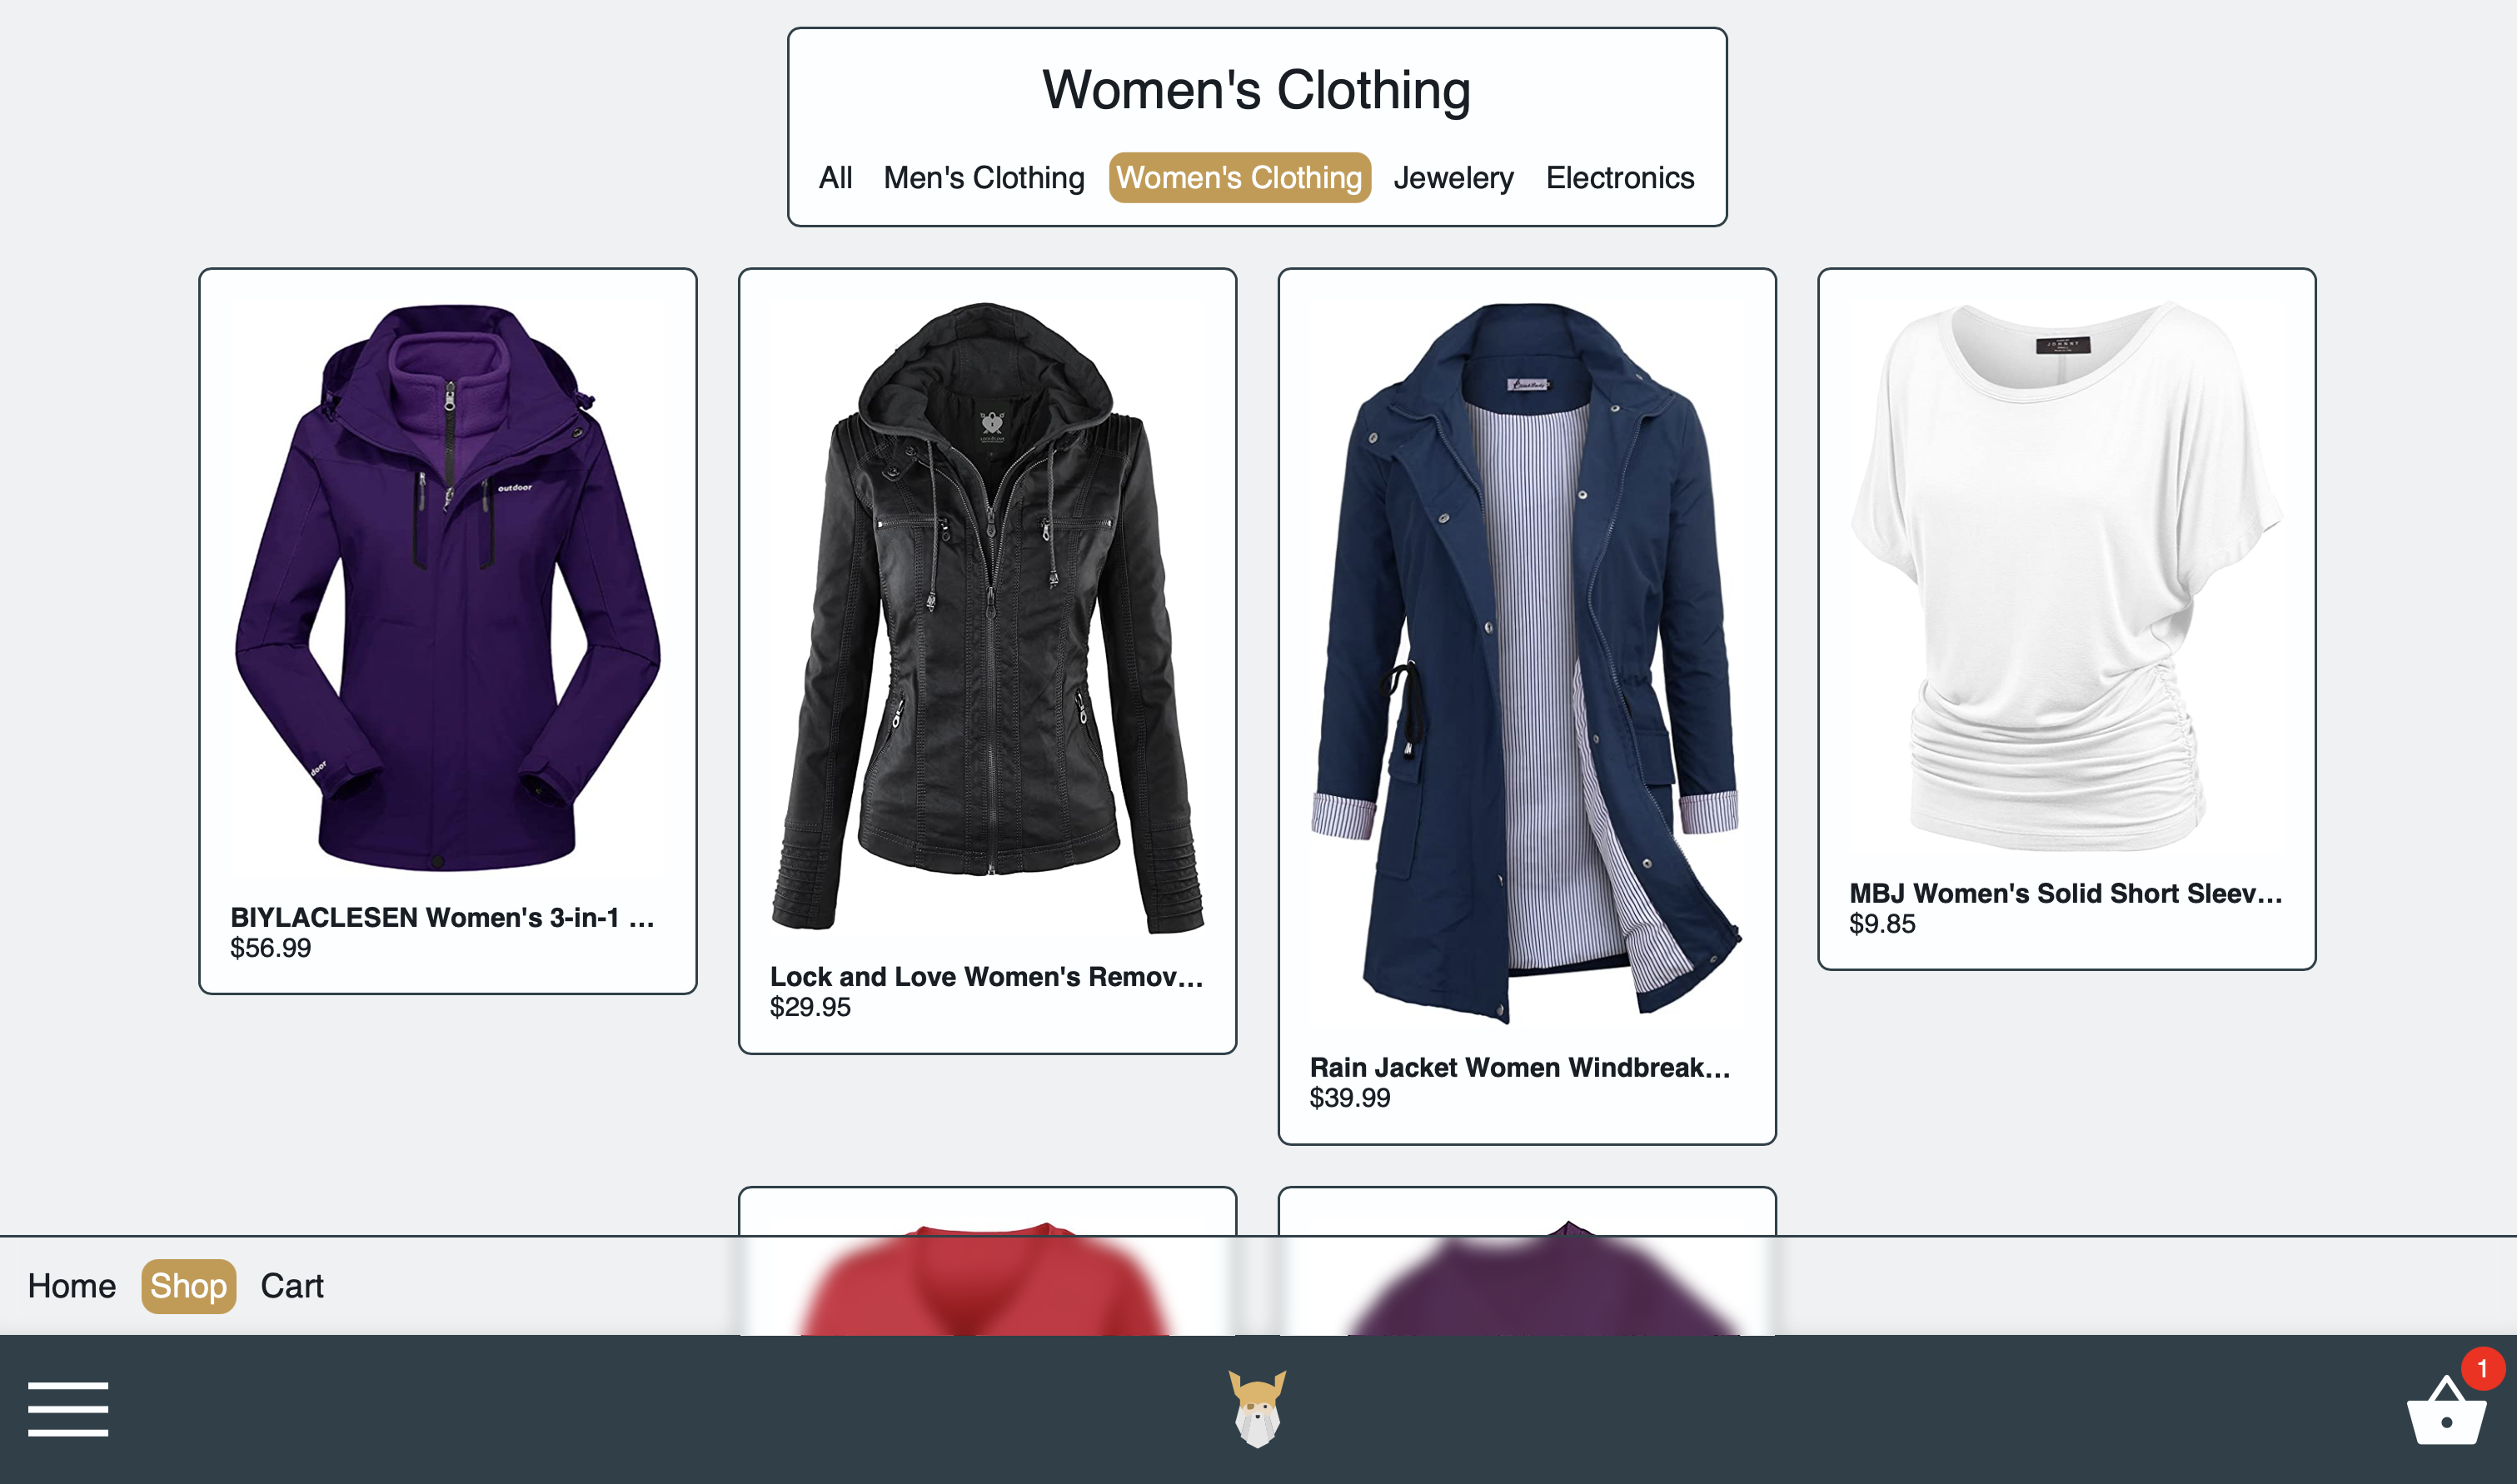 Women's Clothing
All Men's Clothing Women's Clothing Jewelery Electronics
outdoor
door
JOHNNY
BIYLACLESEN Women's 3-in-1 ...
$56.99
Lock and Love Women's Remov...
$29.95
Rain Jacket Women Windbreak...
$39.99
MBJ Women's Solid Short Sleev...
$9.85
Home Shop Cart
1